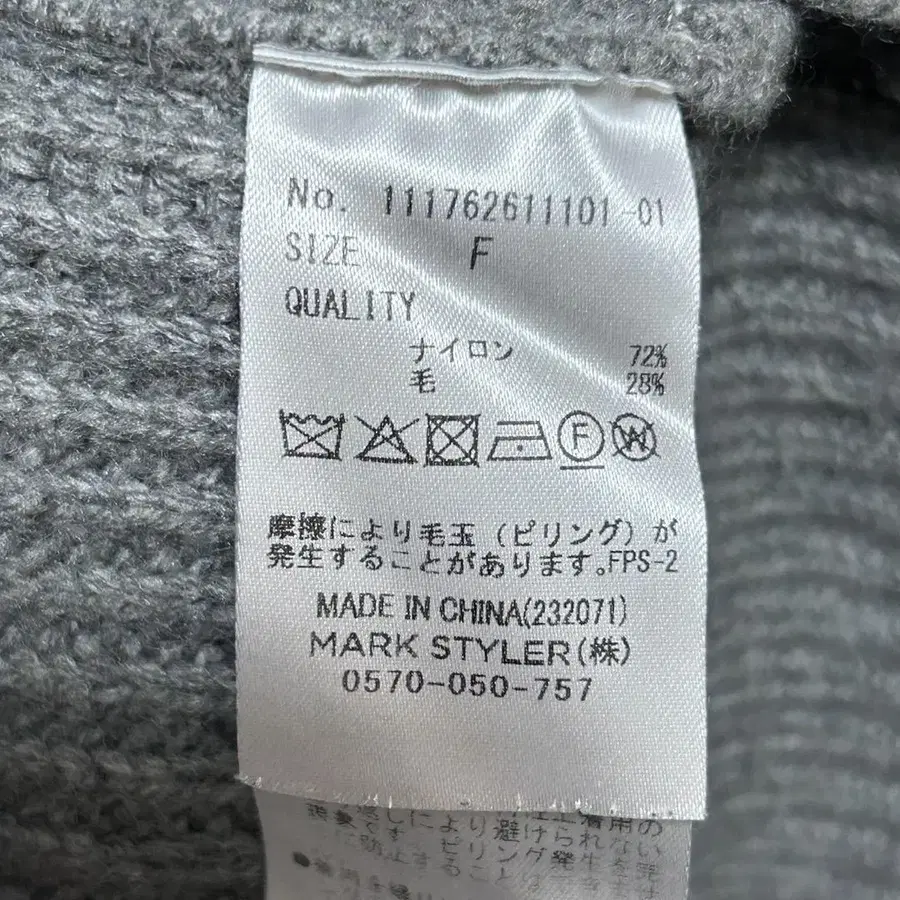 No. 111762611101-01
SIZE F
QUALITY
ナイロン 72%
毛 28%
F
W
摩擦により毛玉（ピリング）が
発生することがあります。FPS-2
MADE IN CHINA(232071)
MARK STYLER(株)
0570-050-757